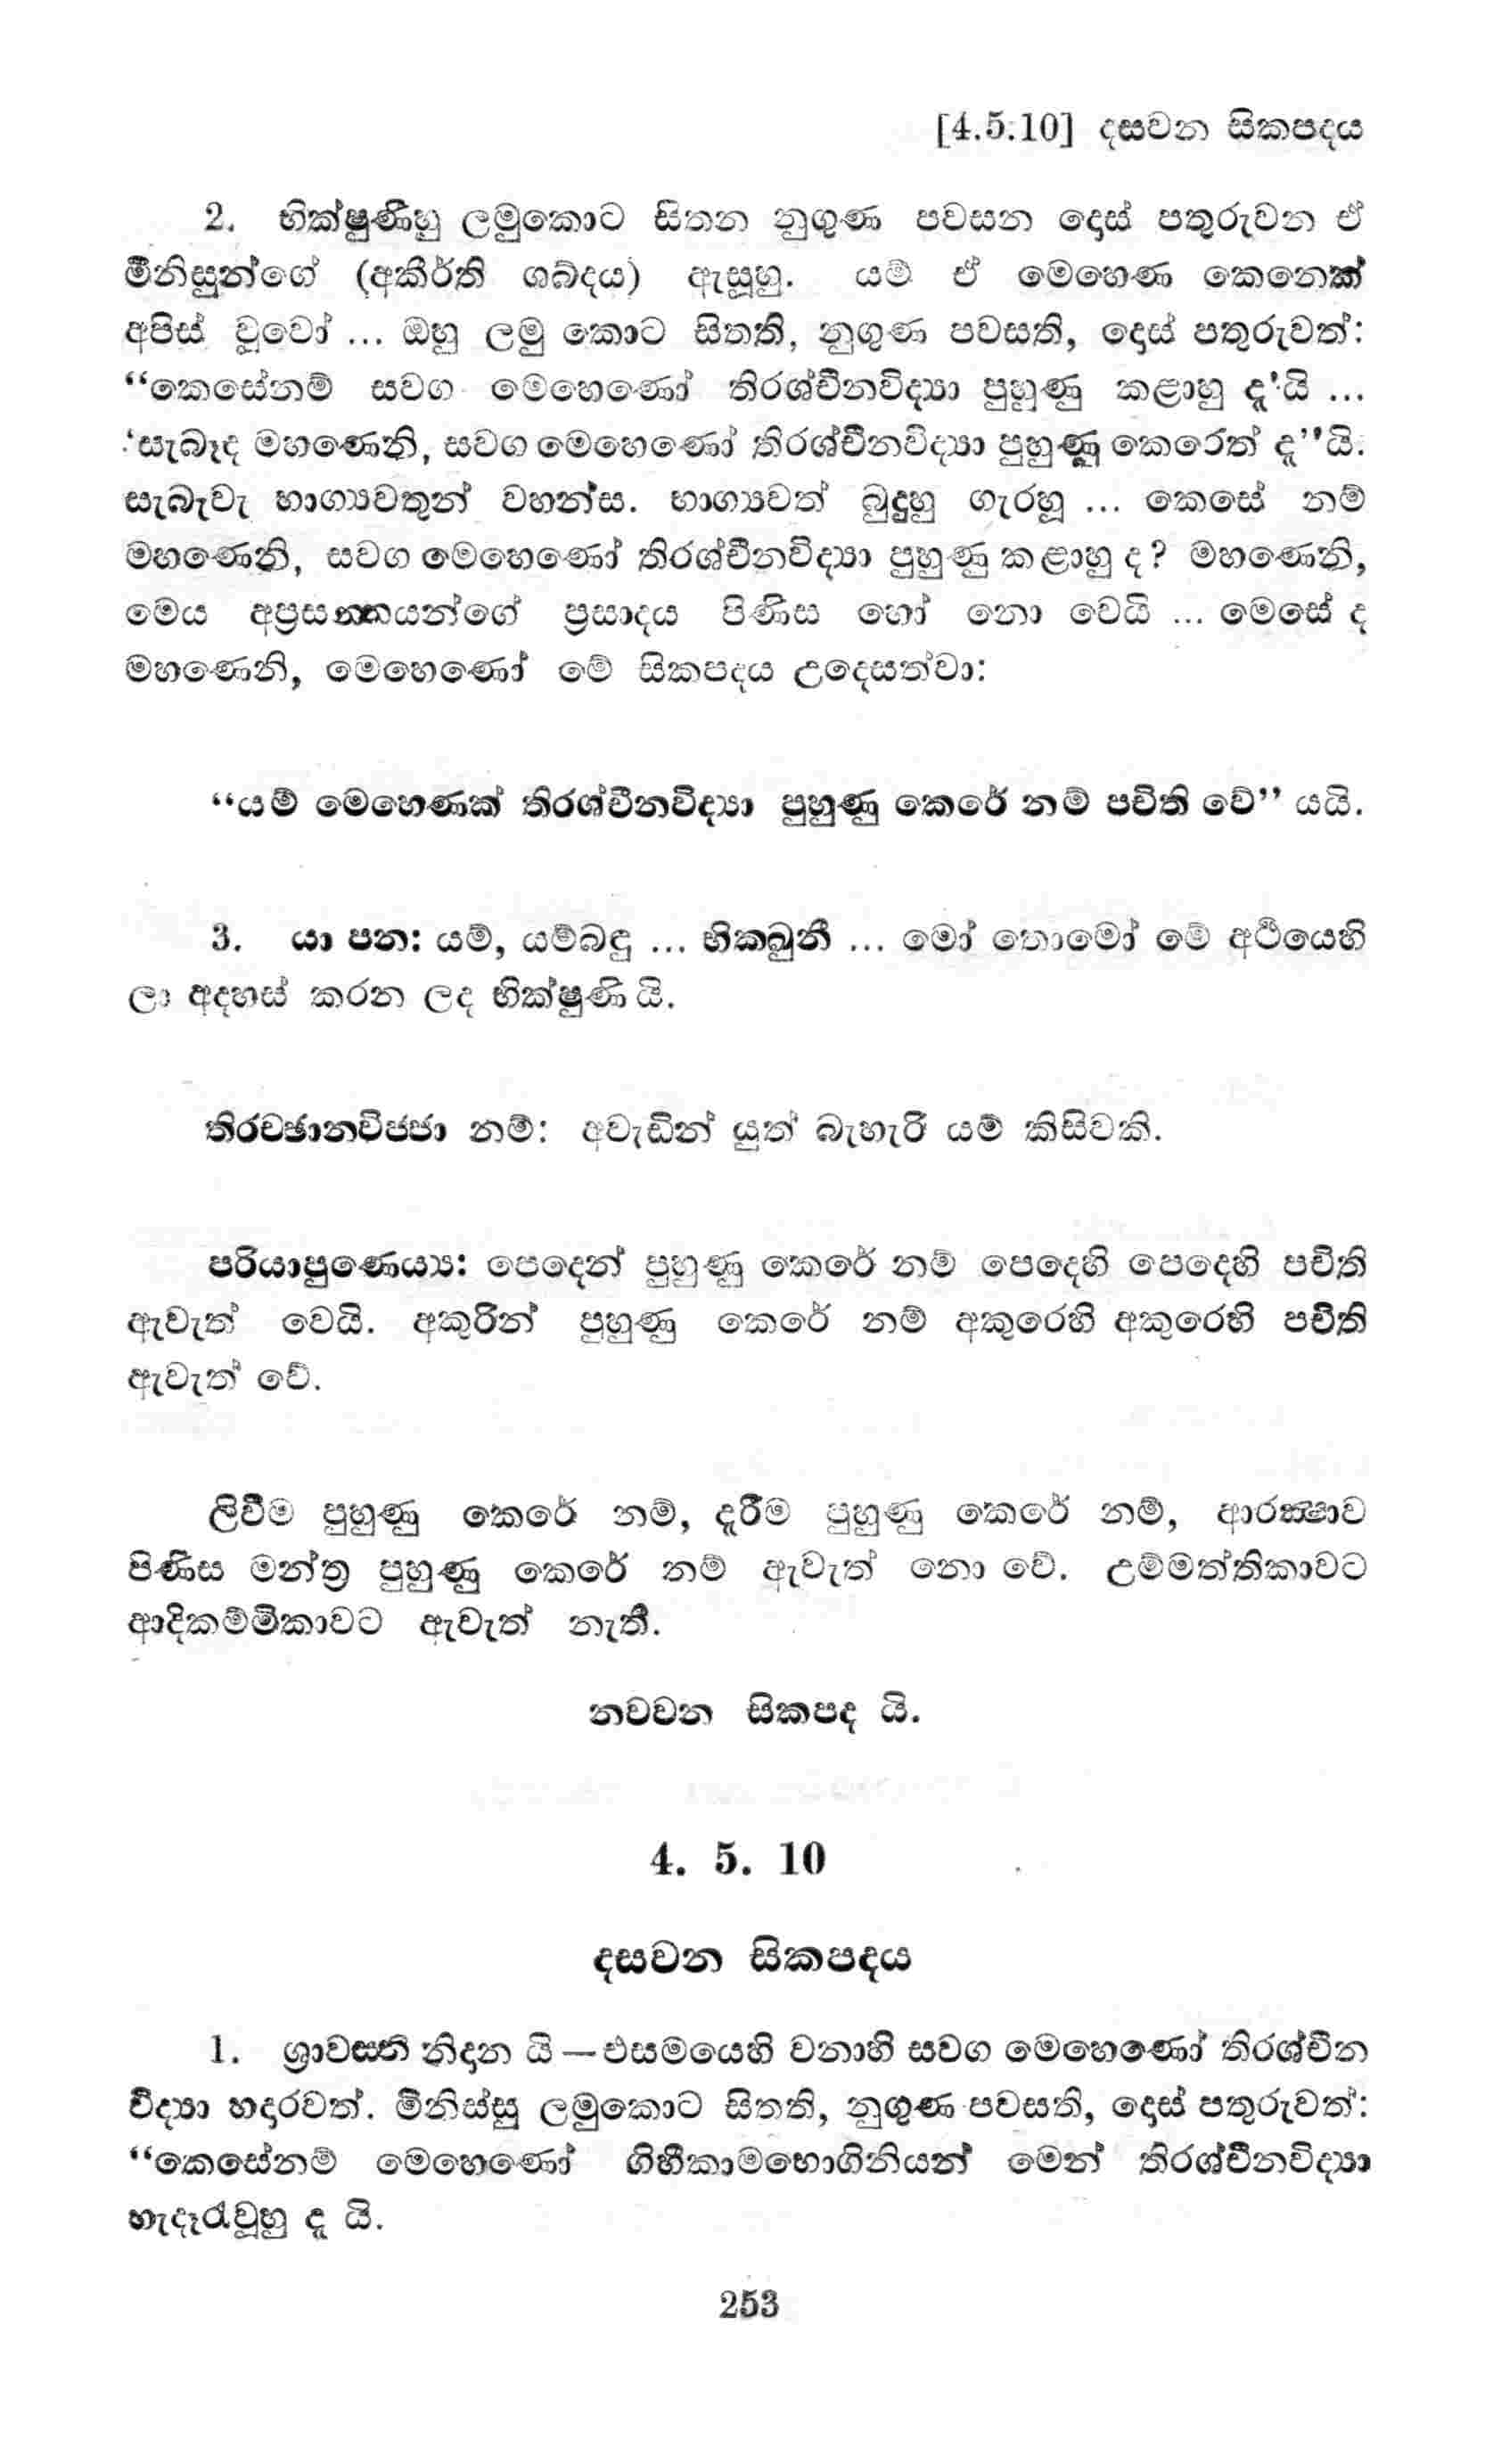 [4.5.10] දසවන සිකපදය
2. භික්ෂුණීහු ලමුකොට සිතන නුගුණ පවසන දොස් පතුරුවන ඒ
මිනිසුන්ගේ (අකීර්ති ශබ්දය) ඇසූහු. යම් ඒ මෙහෙණ කෙනෙක්
අපිස් වූවෝ ... ඔහු ලමු කොට සිතති, නුගුණ පවසති, දොස් පතුරුවත්:
“කෙසේනම් සවග මෙහෙණෝ තිරශ්චීනවිද්‍යා පුහුණු කළාහු දැ'යි ...
‘සැබෑද මහණෙනි, සවග මෙහෙණෝ තිරශ්චීනවිද්‍යා පුහුණු කෙරෙත් දැ’'යි.
සැබැවැ භාග්‍යවතුන් වහන්ස. භාග්‍යවත් බුදුහු ගැරහූ ... කෙසේ නම්
මහණෙනි, සවග මෙහෙණෝ තිරශ්චීනවිද්‍යා පුහුණු කළාහු ද? මහණෙනි,
මෙය අප්‍රසන්නයන්ගේ ප්‍රසාදය පිණිස හෝ නො වෙයි ... මෙසේ ද
මහණෙනි, මෙහෙණෝ මේ සිකපදය උදෙසත්වා:
“යම් මෙහෙණක් තිරශ්චීනවිද්‍යා පුහුණු කෙරේ නම් පචිති වේ” යයි.
3. යා පන: යම්, යම්බඳු ... භික්‍ඛුනී ... මෝ තොමෝ මේ අර්‍ථයෙහි
ලා අදහස් කරන ලද භික්ෂුණි යි.
තිරච්ඡානවිජ්ජා නම්: අවැඩින් යුත් බැහැරි යම් කිසිවකි.
පරියාපුණෙය්‍ය: පෙදෙන් පුහුණු කෙරේ නම් පෙදෙහි පෙදෙහි පචිති
ඇවැත් වෙයි. අකුරින් පුහුණු කෙරේ නම් අකුරෙහි අකුරෙහි පචිති
ඇවැත් වේ.
ලිවීම පුහුණු කෙරේ නම්, දැරීම පුහුණු කෙරේ නම්, ආරක්‍ෂාව
පිණිස මන්ත්‍ර පුහුණු කෙරේ නම් ඇවැත් නො වේ. උම්මත්තිකාවට
ආදිකම්මිකාවට ඇවැත් නැතී.
නවවන සිකපද යි.
4. 5. 10
දසවන සිකපදය
1. ශ්‍රාවස්ති නිදාන යි — එසමයෙහි වනාහි සවග මෙහෙණෝ තිරශ්චීන
විද්‍යා හදාරවත්. මිනිස්සු ලමුකොට සිතති, නුගුණ පවසති, දොස් පතුරුවත්:
“කෙසේනම් මෙහෙණෝ ගිහිකාමභොගිනියන් මෙන් තිරශ්චීනවිද්‍යා
හැදෑරැවූහු දැ යි.
253